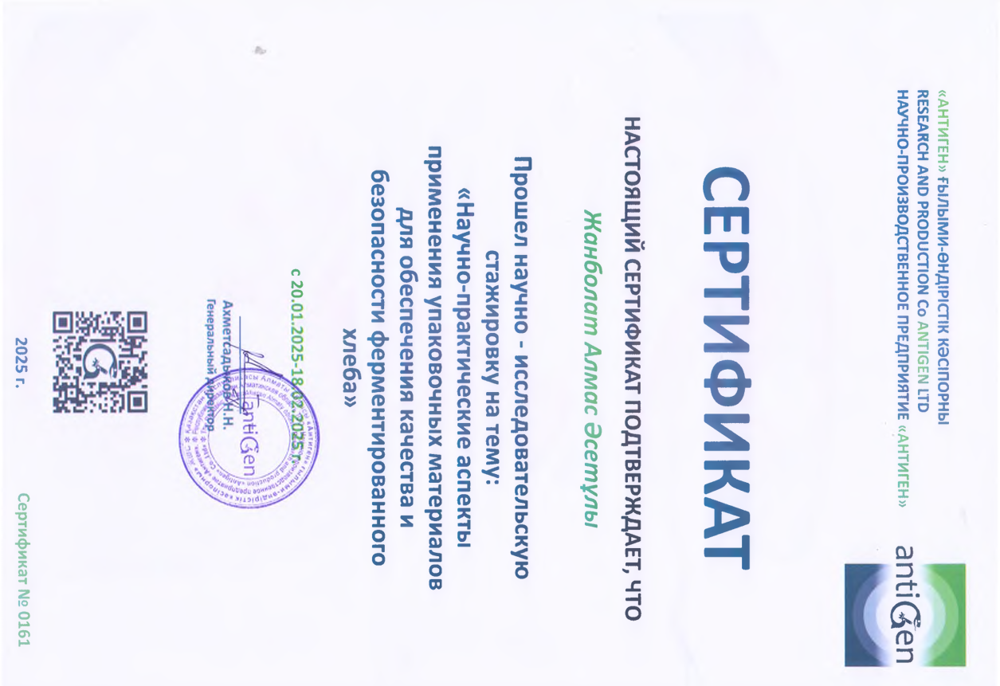 «АНТИГЕН» ҒЫЛЫМИ-ӨНДІРІСТІК КӘСІПОРНЫ
RESEARCH AND PRODUCTION Co ANTIGEN LTD
НАУЧНО-ПРОИЗВОДСТВЕННОЕ ПРЕДПРИЯТИЕ «АНТИГЕН»
antiGen
СЕРТИФИКАТ
НАСТОЯЩИЙ СЕРТИФИКАТ ПОДТВЕРЖДАЕТ, ЧТО
Жанболат Алмас Әсетұлы
Прошел научно - исследовательскую
стажировку на тему:
«Научно-практические аспекты
применения упаковочных материалов
для обеспечения качества и
безопасности ферментированного
хлеба»
с 20.01.2025-18.02.2025 г.
antiGen
Ахметсадыков Н.Н.
Генеральный директор
2025 г.
Сертификат № 0161